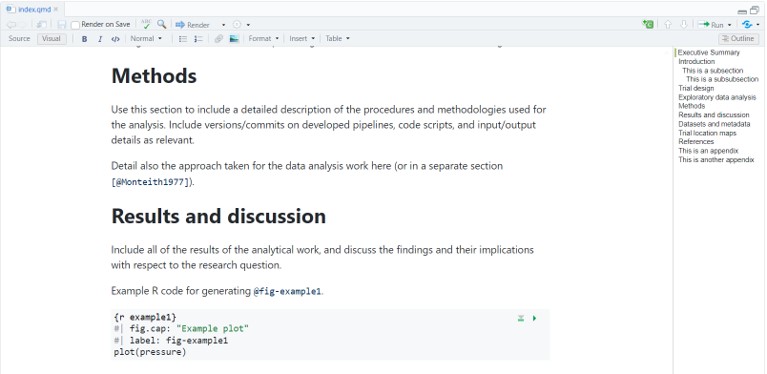 index.qmd ×
Render on Save
ABC
Render
Run
Source Visual B I </> Normal Format Insert Table Outline
Methods
Use this section to include a detailed description of the procedures and methodologies used for
the analysis. Include versions/commits on developed pipelines, code scripts, and input/output
details as relevant.
Detail also the approach taken for the data analysis work here (or in a separate section
[@Monteith1977]).
Results and discussion
Include all of the results of the analytical work, and discuss the findings and their implications
with respect to the research question.
Example R code for generating @fig-example1.
{r example1}
#| fig.cap: "Example plot"
#| label: fig-example1
plot(pressure)
Executive Summary
Introduction
This is a subsection
This is a subsubsection
Trial design
Exploratory data analysis
Methods
Results and discussion
Datasets and metadata
Trial location maps
References
This is an appendix
This is another appendix